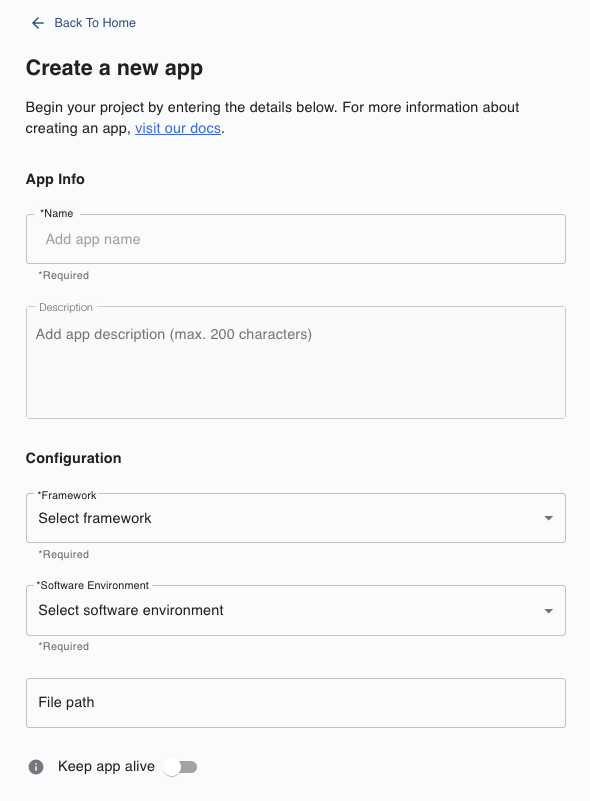 Back To Home
Create a new app
Begin your project by entering the details below. For more information about
creating an app, visit our docs.
App Info
*Name
Add app name
*Required
Description
Add app description (max. 200 characters)
Configuration
*Framework
Select framework
*Required
*Software Environment
Select software environment
*Required
File path
Keep app alive